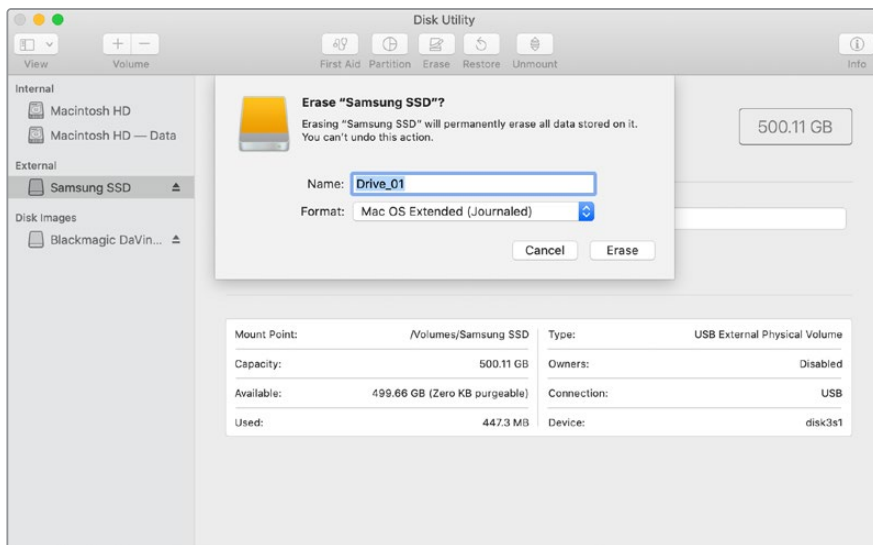 Disk Utility
View
Volume
First Aid
Partition
Erase
Restore
Unmount
Info
Internal
Macintosh HD
Macintosh HD — Data
External
Samsung SSD
Disk Images
Blackmagic DaVin...
Erase “Samsung SSD”?
Erasing “Samsung SSD” will permanently erase all data stored on it.
You can’t undo this action.
Name: Drive_01
Format: Mac OS Extended (Journaled)
Cancel
Erase
500.11 GB
Mount Point: /Volumes/Samsung SSD
Type: USB External Physical Volume
Capacity: 500.11 GB
Owners: Disabled
Available: 499.66 GB (Zero KB purgeable)
Connection: USB
Used: 447.3 MB
Device: disk3s1